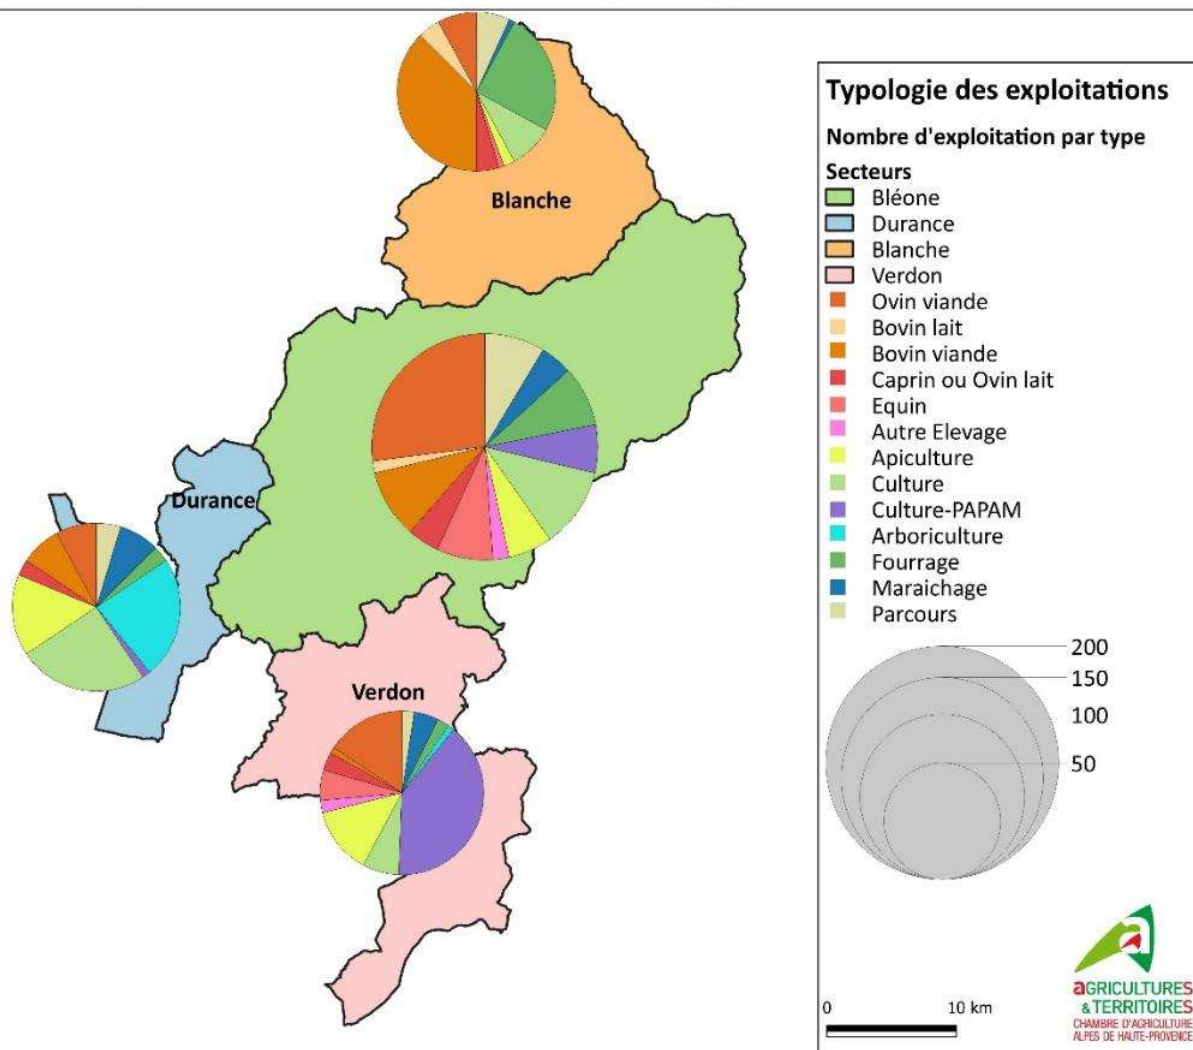 Blanche
Durance
Verdon
Typologie des exploitations
Nombre d'exploitation par type
Secteurs
Bléone
Durance
Blanche
Verdon
Ovin viande
Bovin lait
Bovin viande
Caprin ou Ovin lait
Equin
Autre Elevage
Apiculture
Culture
Culture-PAPAM
Arboriculture
Fourrage
Maraichage
Parcours
200
150
100
50
0 10 km
a
aGRICULTURES
& TERRITOIRES
CHAMBRE D'AGRICULTURE
ALPES DE HAUTE-PROVENCE